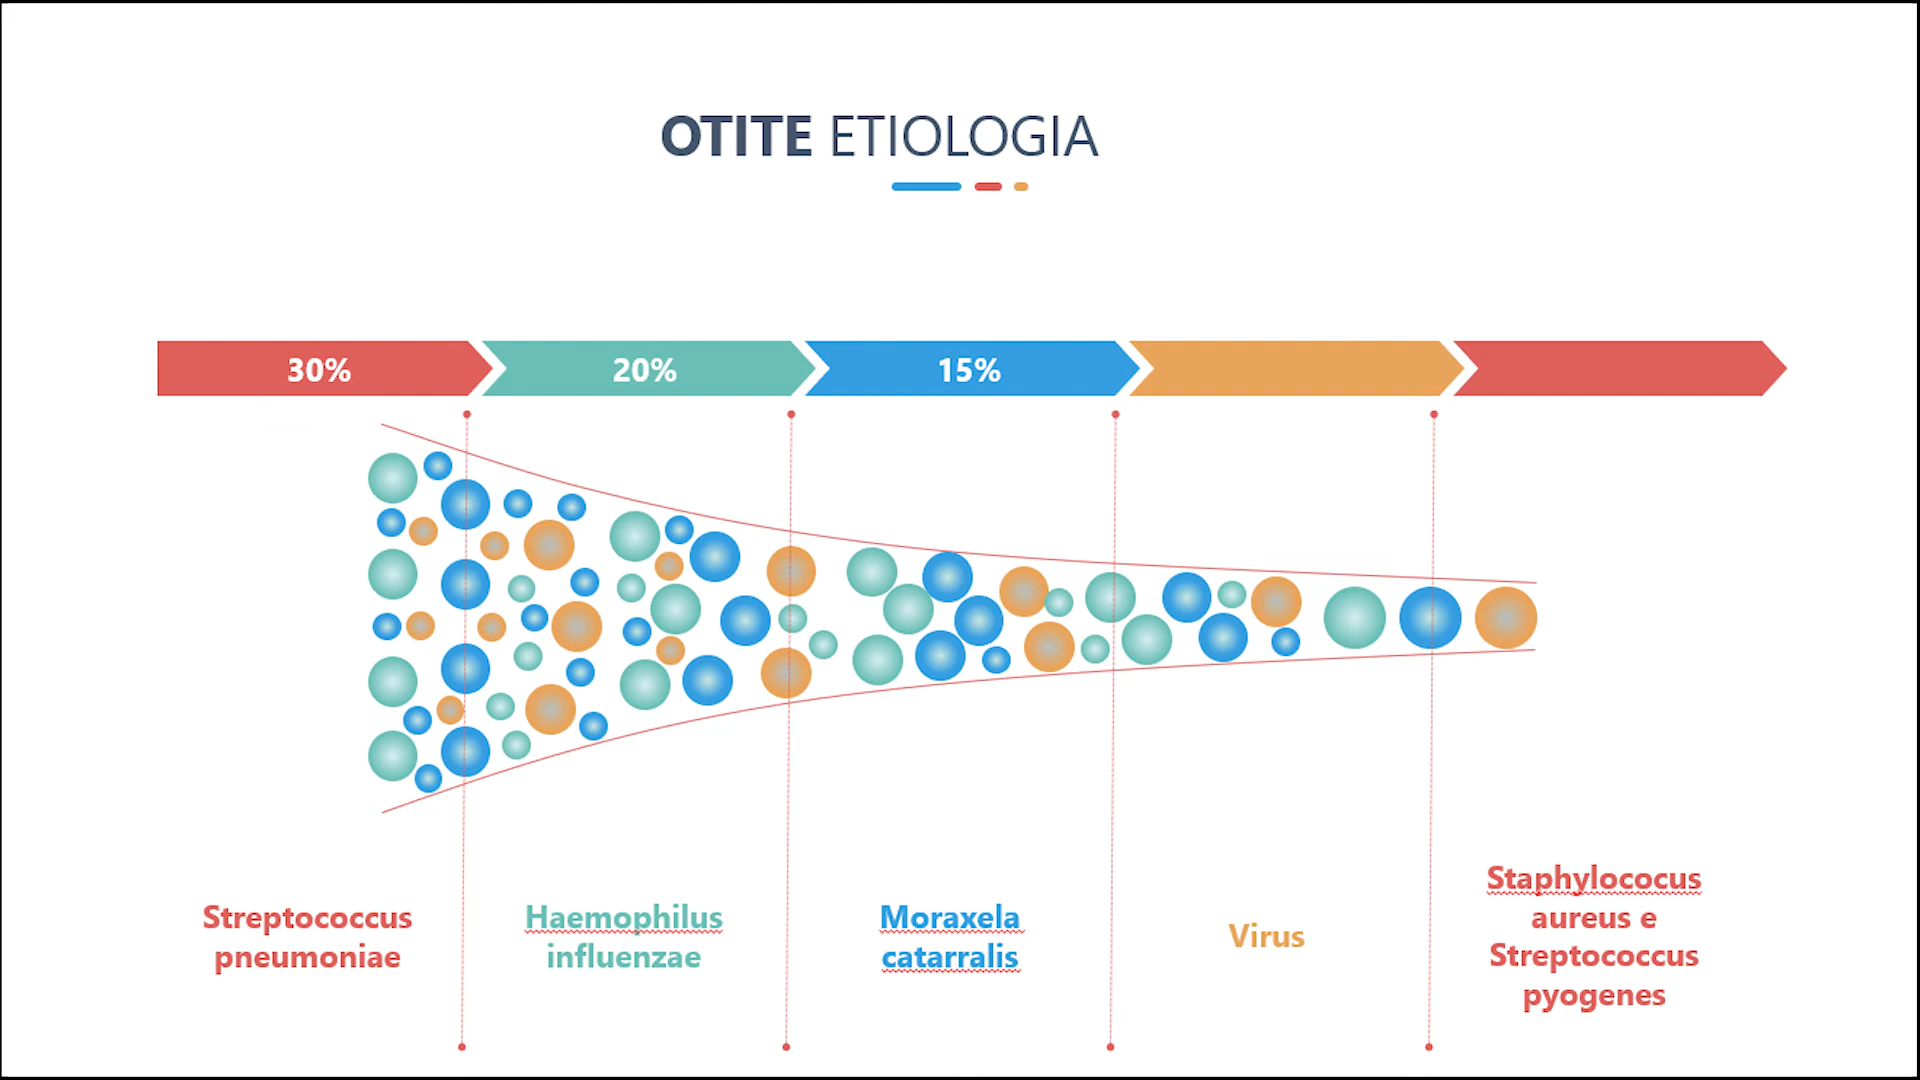 OTITE ETIOLOGIA
30%
20%
15%
Streptococcus
pneumoniae
Haemophilus
influenzae
Moraxela
catarralis
Virus
Staphylococus
aureus e
Streptococcus
pyogenes